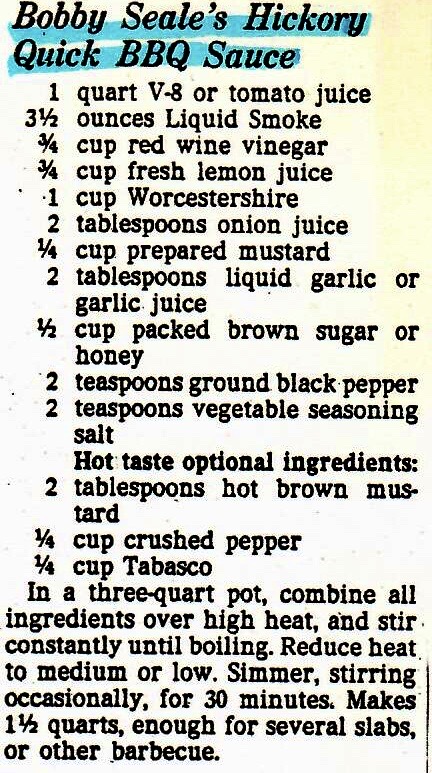 Bobby Seale's Hickory
Quick BBQ Sauce
1 quart V-8 or tomato juice
3½ ounces Liquid Smoke
¾ cup red wine vinegar
¾ cup fresh lemon juice
1 cup Worcestershire
2 tablespoons onion juice
¼ cup prepared mustard
2 tablespoons liquid garlic or
garlic juice
½ cup packed brown sugar or
honey
2 teaspoons ground black pepper
2 teaspoons vegetable seasoning
salt
Hot taste optional ingredients:
2 tablespoons hot brown mus-
tard
¼ cup crushed pepper
¼ cup Tabasco
In a three-quart pot, combine all
ingredients over high heat, and stir
constantly until boiling. Reduce heat
to medium or low. Simmer, stirring
occasionally, for 30 minutes. Makes
1½ quarts, enough for several slabs,
or other barbecue.